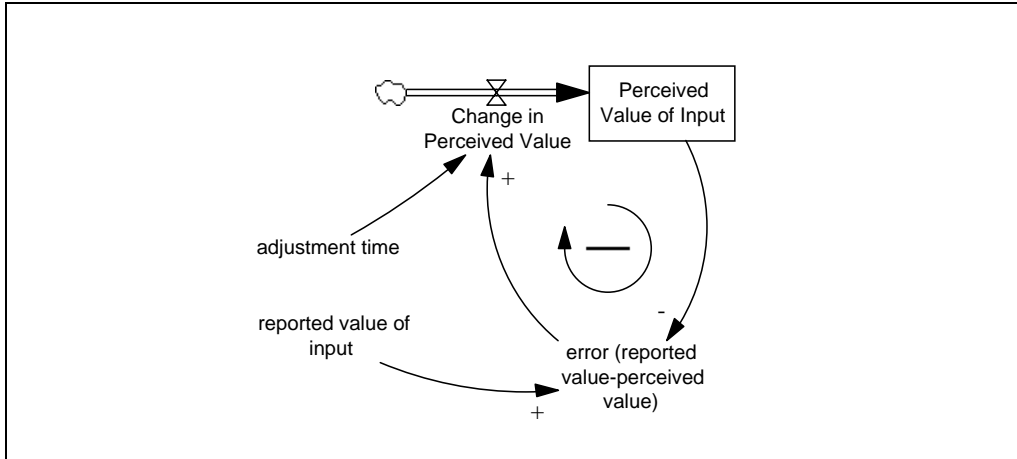 Perceived
Value of Input
Change in
Perceived Value
+
adjustment time
-
reported value of
input
error (reported
value-perceived
value)
+